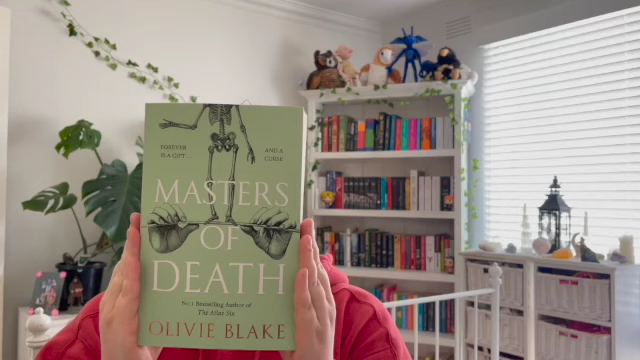 FOREVER
IS A GIFT...
AND A
CURSE
MASTERS
OF
DEATH
No.1 Bestselling Author of
The Atlas Six
OLIVIE BLAKE